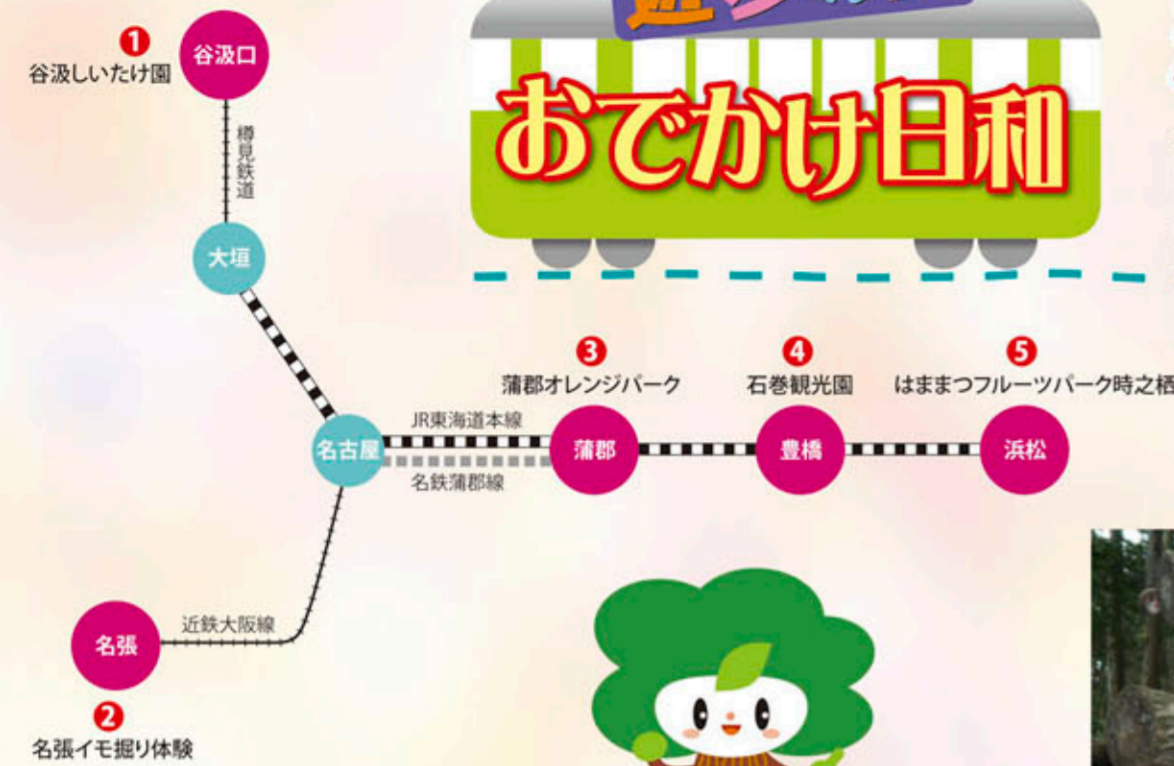 ❶
谷汲しいたけ園
谷汲口
樽見鉄道
大垣
おでかけ日和
❸
蒲郡オレンジパーク
❹
石巻観光園
❺
はままつフルーツパーク時之栖
名古屋
JR東海道本線
名鉄蒲郡線
蒲郡
豊橋
浜松
近鉄大阪線
名張
❷
名張イモ掘り体験